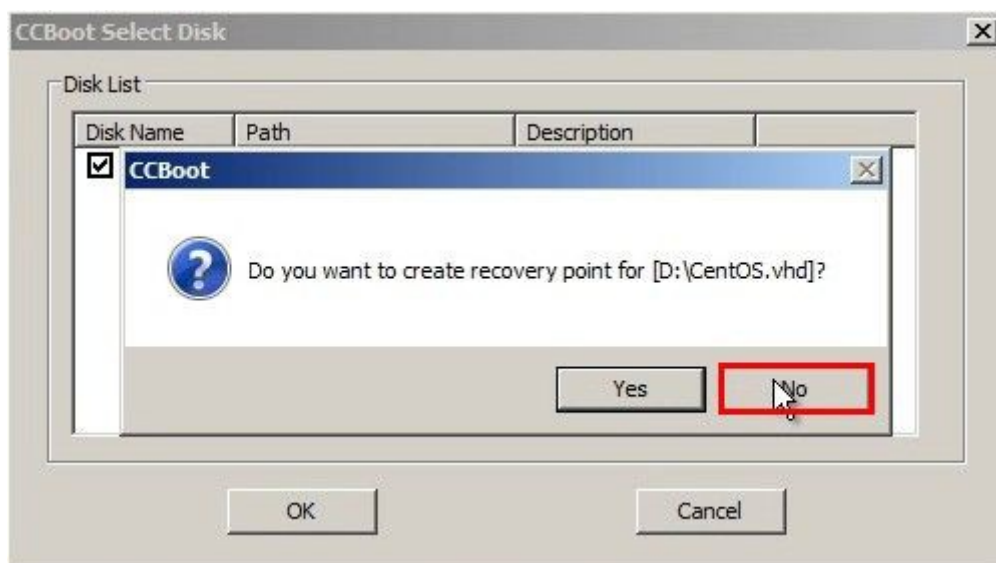 CCBoot Select Disk
Disk List
Disk Name Path Description
CCBoot
Do you want to create recovery point for [D:\CentOS.vhd]?
Yes No
OK Cancel